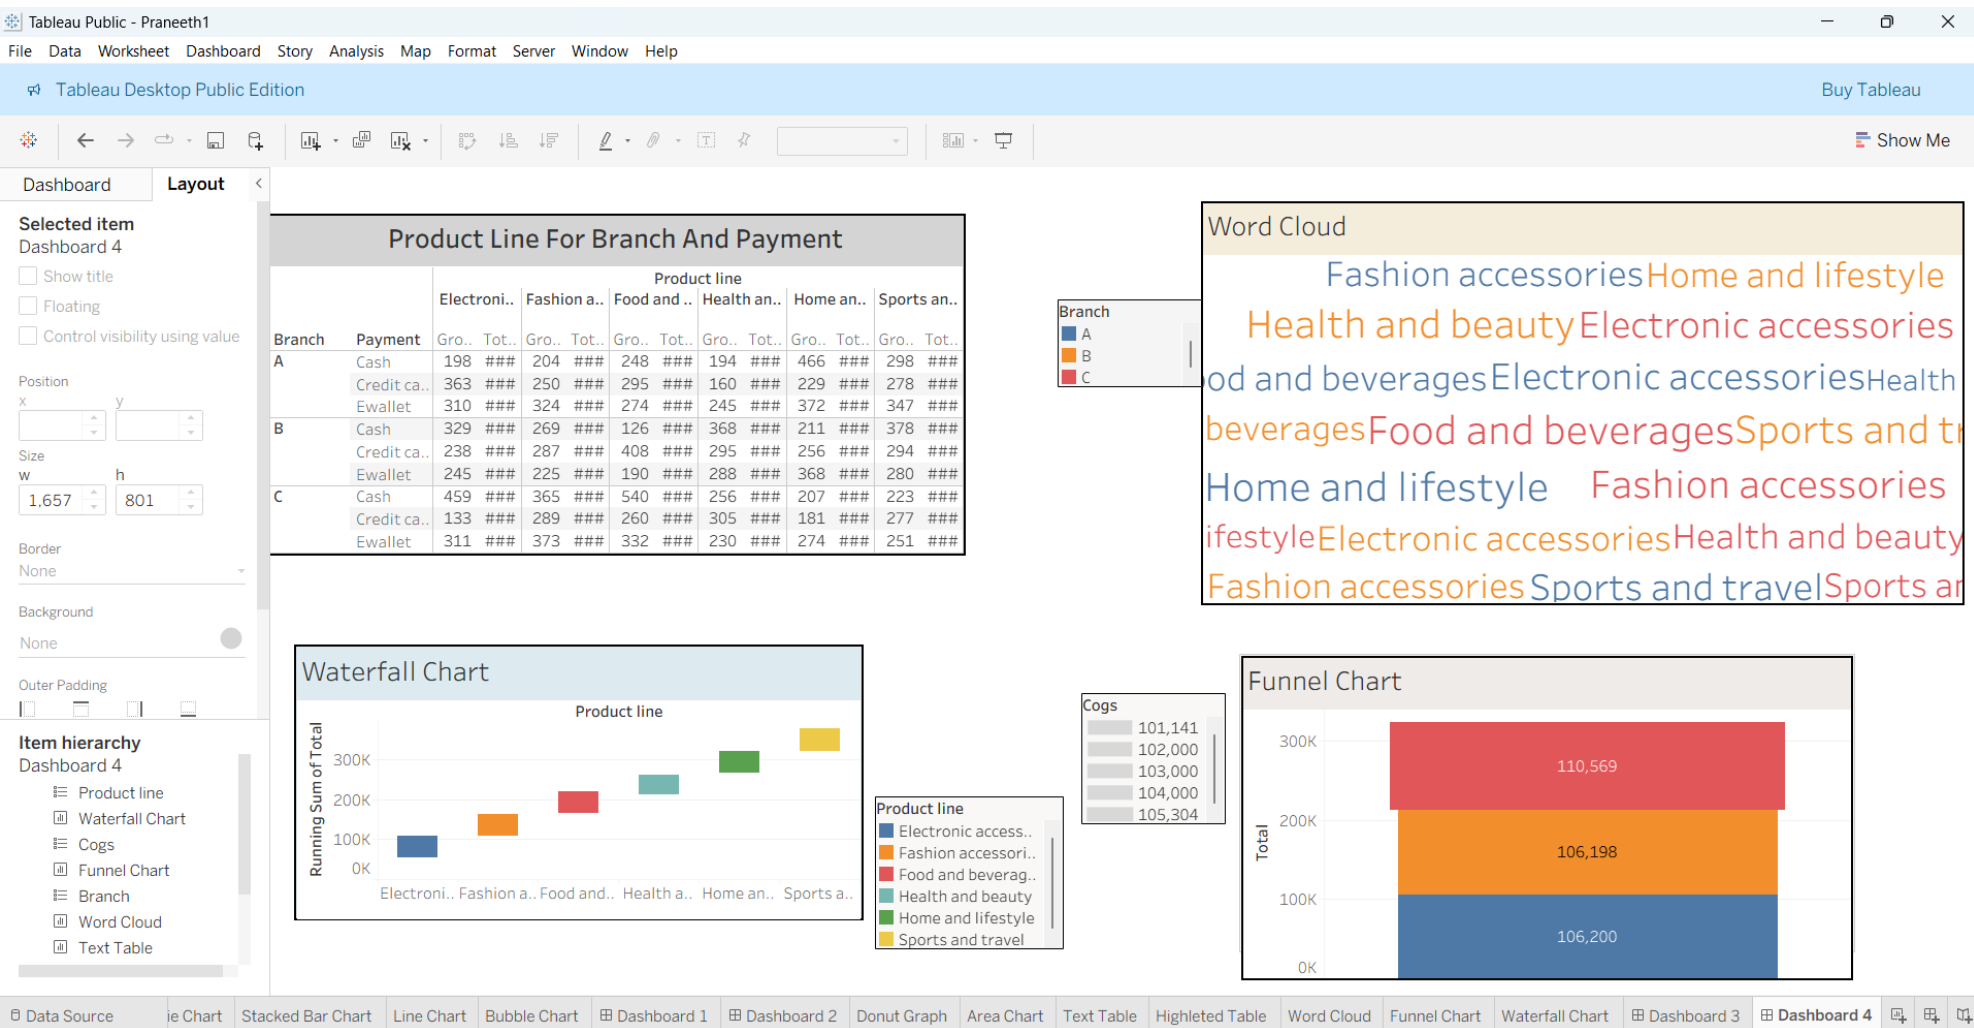 Tableau Public - Praneeth1
File Data Worksheet Dashboard Story Analysis Map Format Server Window Help
Tableau Desktop Public Edition
Buy Tableau
Show Me
Dashboard Layout
Selected item
Dashboard 4
Show title
Floating
Control visibility using value
Position
x y
Size
w h
1,657 801
Border
None
Background
None
Outer Padding
Item hierarchy
Dashboard 4
Product line
Waterfall Chart
Cogs
Funnel Chart
Branch
Word Cloud
Text Table
Product Line For Branch And Payment
Product line
Electroni.. Fashion a.. Food and .. Health an.. Home an.. Sports an..
Branch Payment Gro.. Tot.. Gro.. Tot.. Gro.. Tot.. Gro.. Tot.. Gro.. Tot.. Gro.. Tot..
A Cash 198 ### 204 ### 248 ### 194 ### 466 ### 298 ###
Credit ca.. 363 ### 250 ### 295 ### 160 ### 229 ### 278 ###
Ewallet 310 ### 324 ### 274 ### 245 ### 372 ### 347 ###
B Cash 329 ### 269 ### 126 ### 368 ### 211 ### 378 ###
Credit ca.. 238 ### 287 ### 408 ### 295 ### 256 ### 294 ###
Ewallet 245 ### 225 ### 190 ### 288 ### 368 ### 280 ###
C Cash 459 ### 365 ### 540 ### 256 ### 207 ### 223 ###
Credit ca.. 133 ### 289 ### 260 ### 305 ### 181 ### 277 ###
Ewallet 311 ### 373 ### 332 ### 230 ### 274 ### 251 ###
Branch
A
B
C
Word Cloud
Fashion accessories Home and lifestyle
Health and beauty Electronic accessories
od and beverages Electronic accessories Health
beverages Food and beverages Sports and tr
Home and lifestyle Fashion accessories
ifestyle Electronic accessories Health and beauty
Fashion accessories Sports and travel Sports an
Waterfall Chart
Product line
Running Sum of Total
300K
200K
100K
0K
Electroni.. Fashion a.. Food and.. Health a.. Home an.. Sports a..
Product line
Electronic access..
Fashion accessori..
Food and beverag..
Health and beauty
Home and lifestyle
Sports and travel
Cogs
101,141
102,000
103,000
104,000
105,304
Funnel Chart
Total
300K
200K
100K
0K
110,569
106,198
106,200
Data Source ie Chart Stacked Bar Chart Line Chart Bubble Chart Dashboard 1 Dashboard 2 Donut Graph Area Chart Text Table Highleted Table Word Cloud Funnel Chart Waterfall Chart Dashboard 3 Dashboard 4